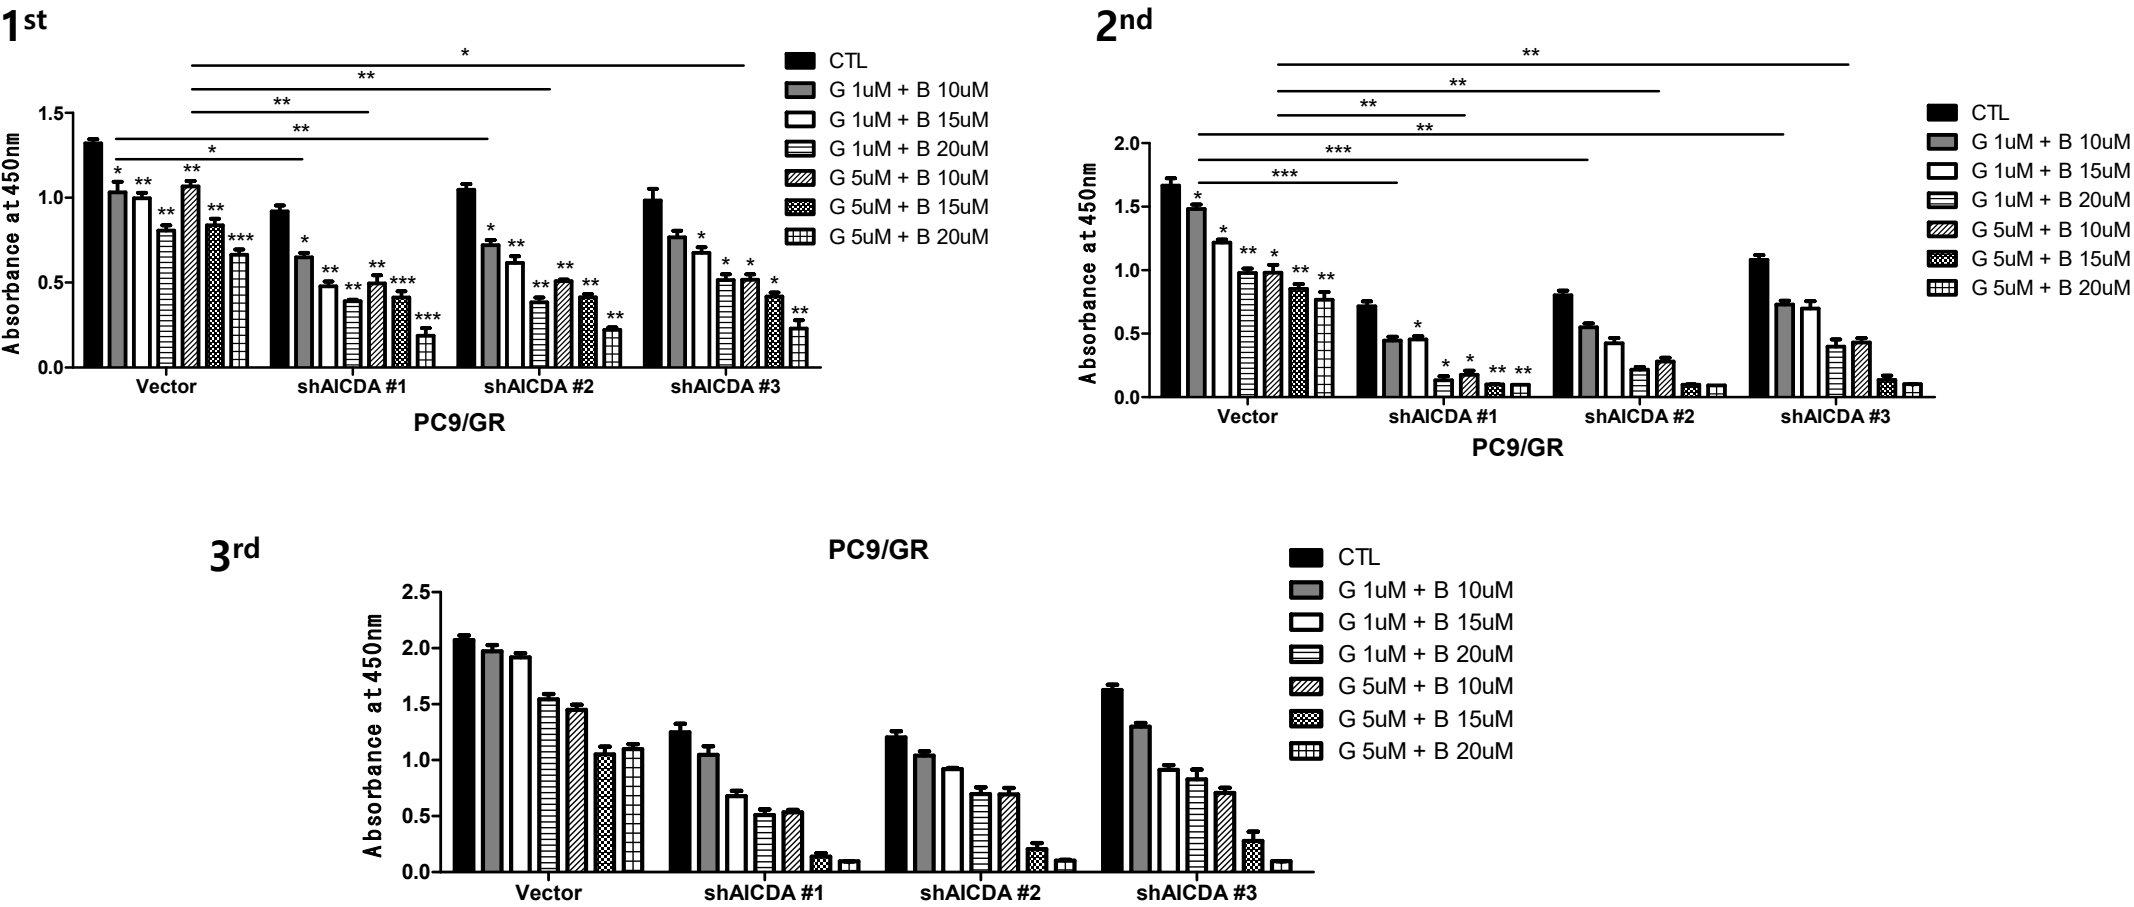 1st
* 
**
**
**
*
Absorbance at 450nm
1.5
1.0
0.5
0.0
* ** ** ** ** ***
* ** ** ** *** ***
* ** ** ** ** **
* * * * **
Vector shAICDA #1 shAICDA #2 shAICDA #3
PC9/GR
CTL
G 1uM + B 10uM
G 1uM + B 15uM
G 1uM + B 20uM
G 5uM + B 10uM
G 5uM + B 15uM
G 5uM + B 20uM
2nd
**
**
**
**
***
***
Absorbance at 450nm
2.0
1.5
1.0
0.5
0.0
* * ** * ** **
* * * ** **
Vector shAICDA #1 shAICDA #2 shAICDA #3
PC9/GR
CTL
G 1uM + B 10uM
G 1uM + B 15uM
G 1uM + B 20uM
G 5uM + B 10uM
G 5uM + B 15uM
G 5uM + B 20uM
3rd
PC9/GR
Absorbance at 450nm
2.5
2.0
1.5
1.0
0.5
0.0
Vector shAICDA #1 shAICDA #2 shAICDA #3
CTL
G 1uM + B 10uM
G 1uM + B 15uM
G 1uM + B 20uM
G 5uM + B 10uM
G 5uM + B 15uM
G 5uM + B 20uM